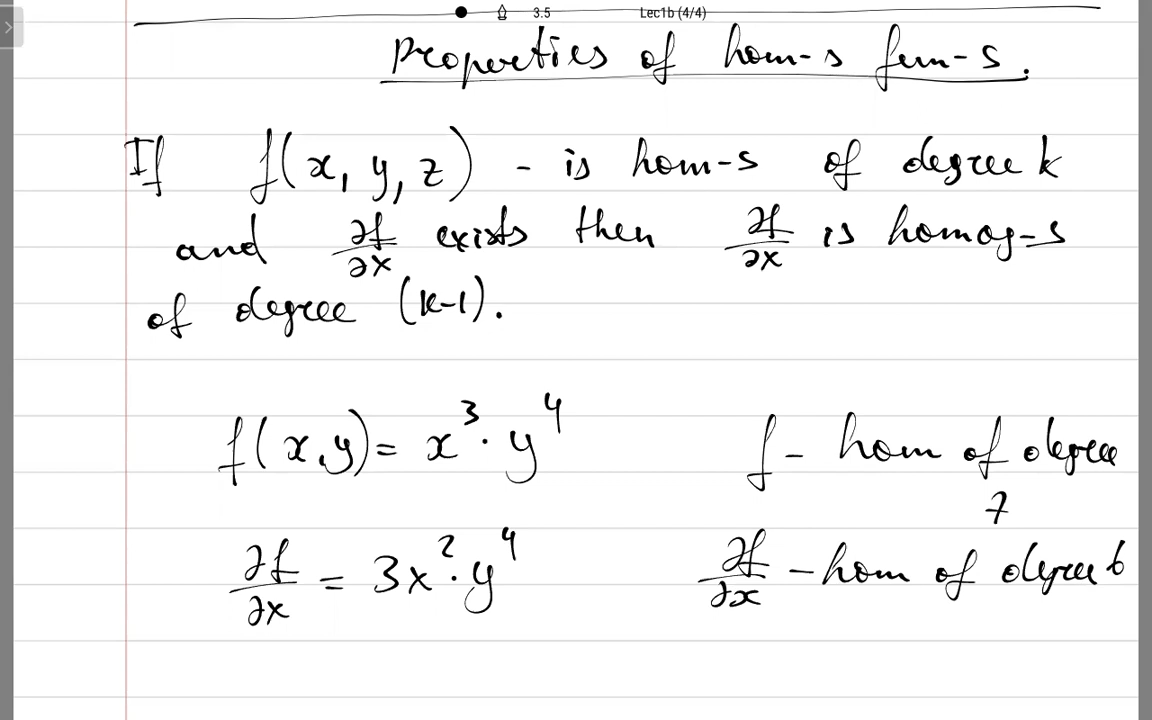 3.5 Lec1b (4/4)
Properties of hom-s fun-s.
If f(x, y, z) - is hom-s of degree k
and ∂f/∂x exists then ∂f/∂x is homog-s
of degree (k-1).
f(x,y) = x³·y⁴ f - hom of degree
7
∂f/∂x = 3x²·y⁴ ∂f/∂x - hom of degree 6